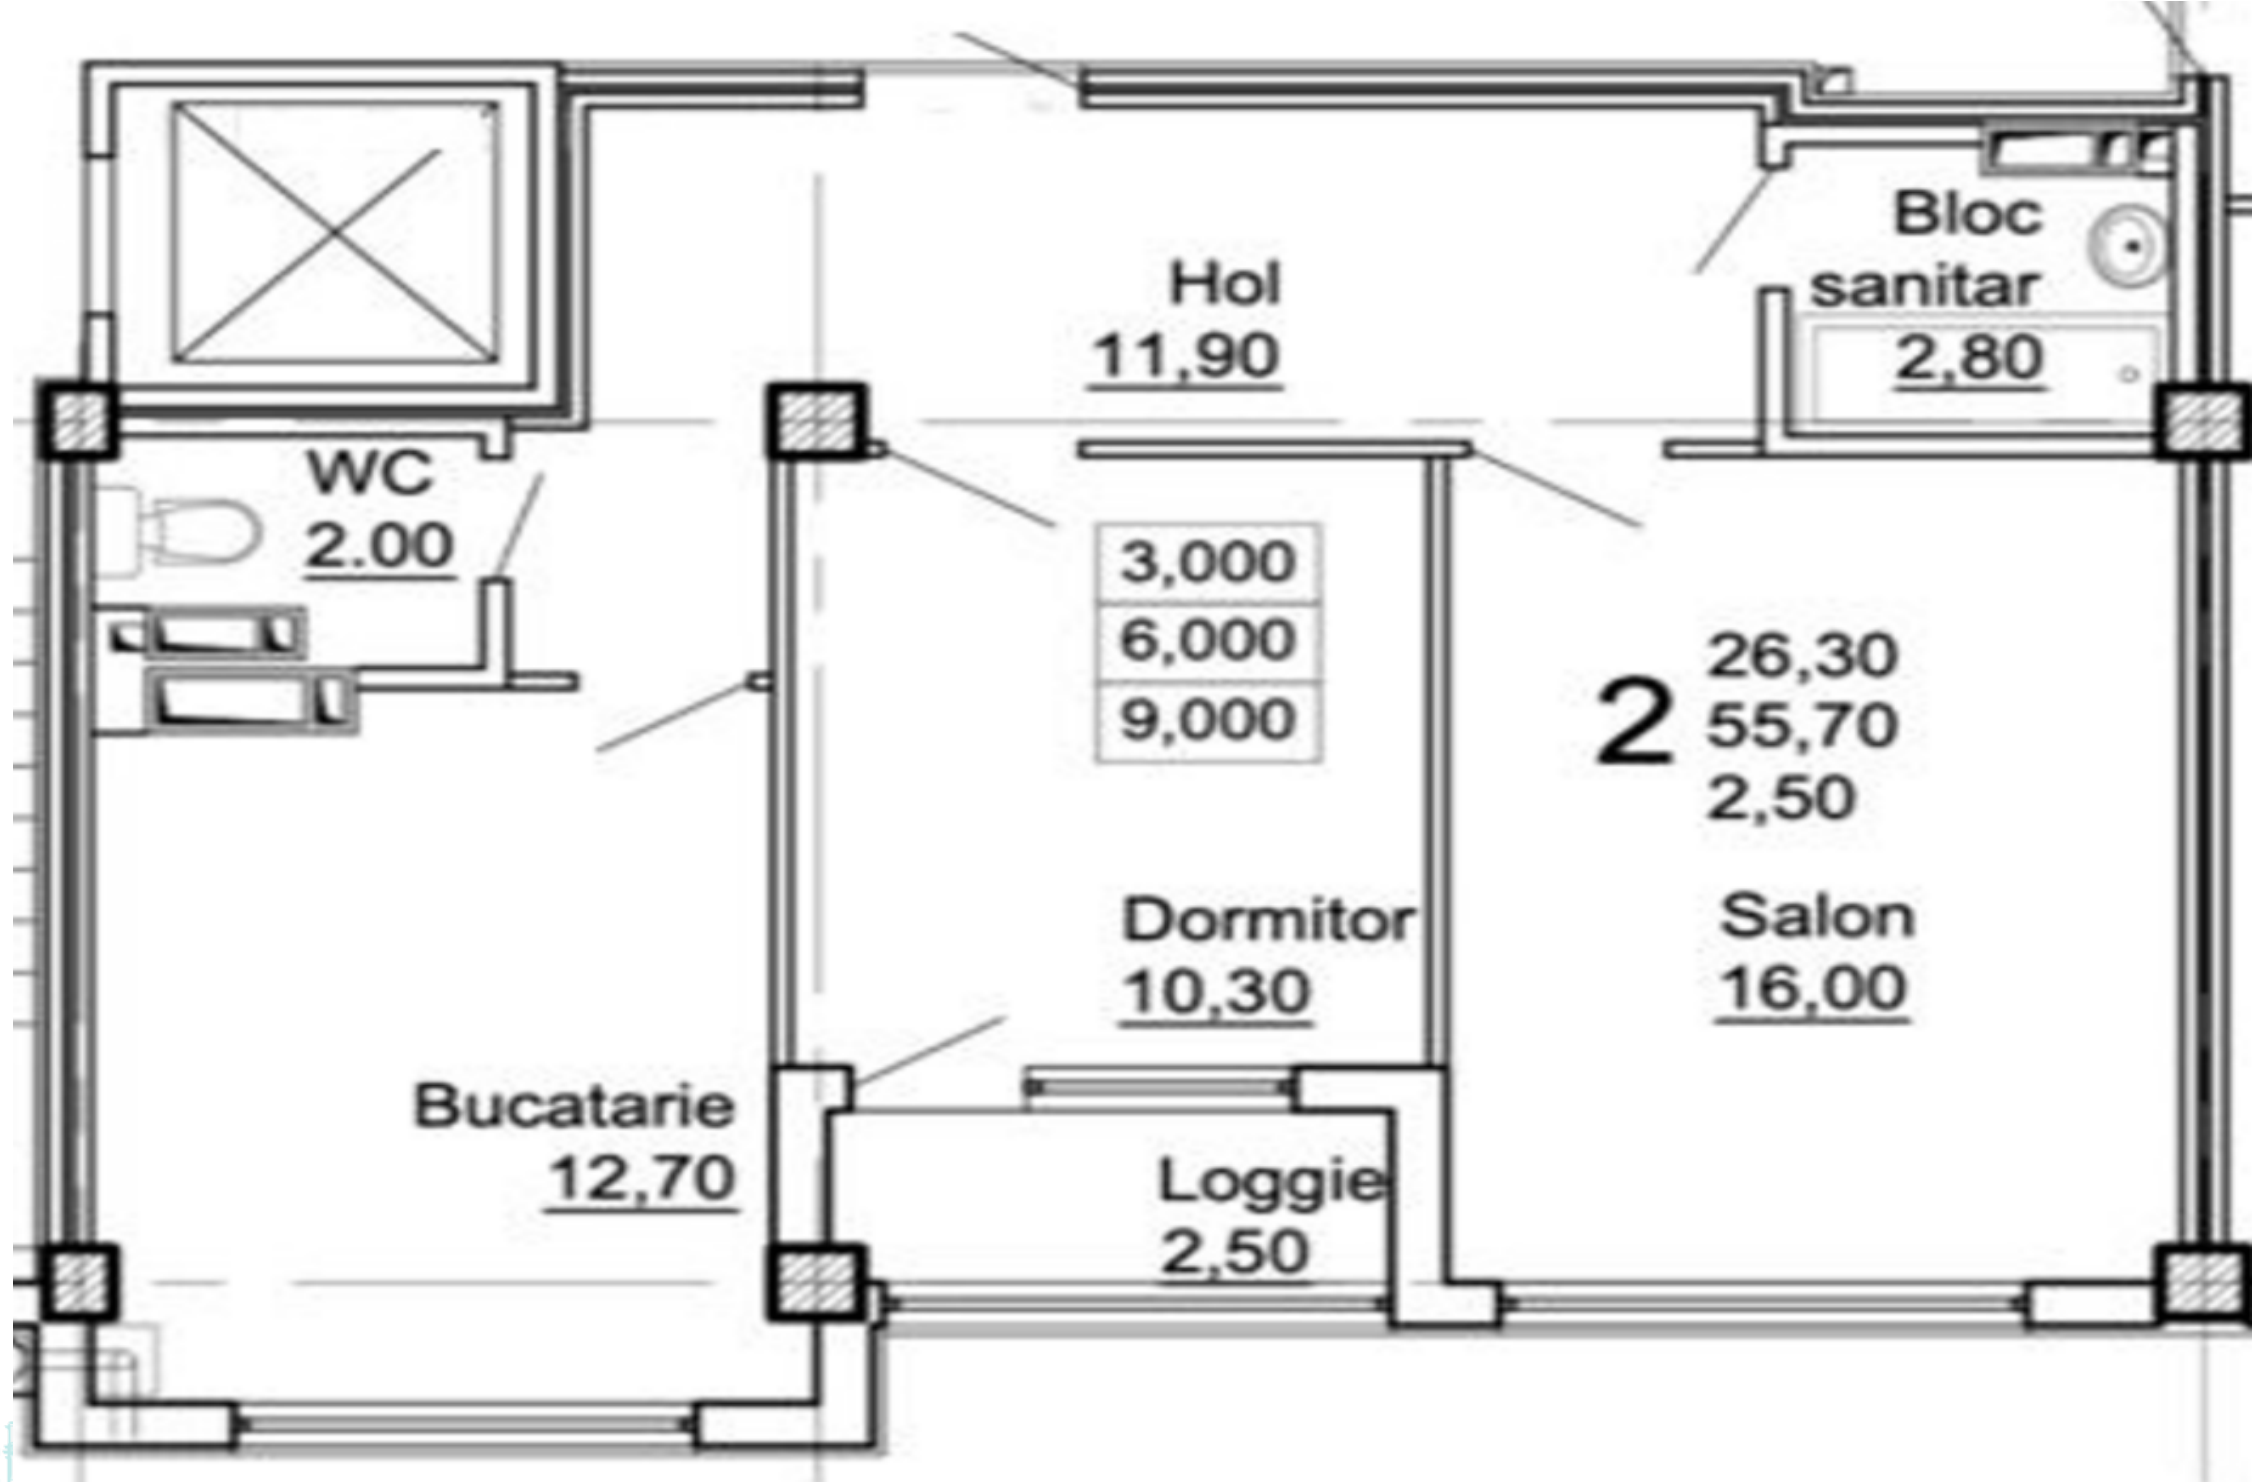 Bloc
sanitar
2,80
Hol
11,90
WC
2.00
3,000
6,000
9,000
2
26,30
55,70
2,50
Dormitor
10,30
Salon
16,00
Bucatarie
12,70
Loggie
2,50